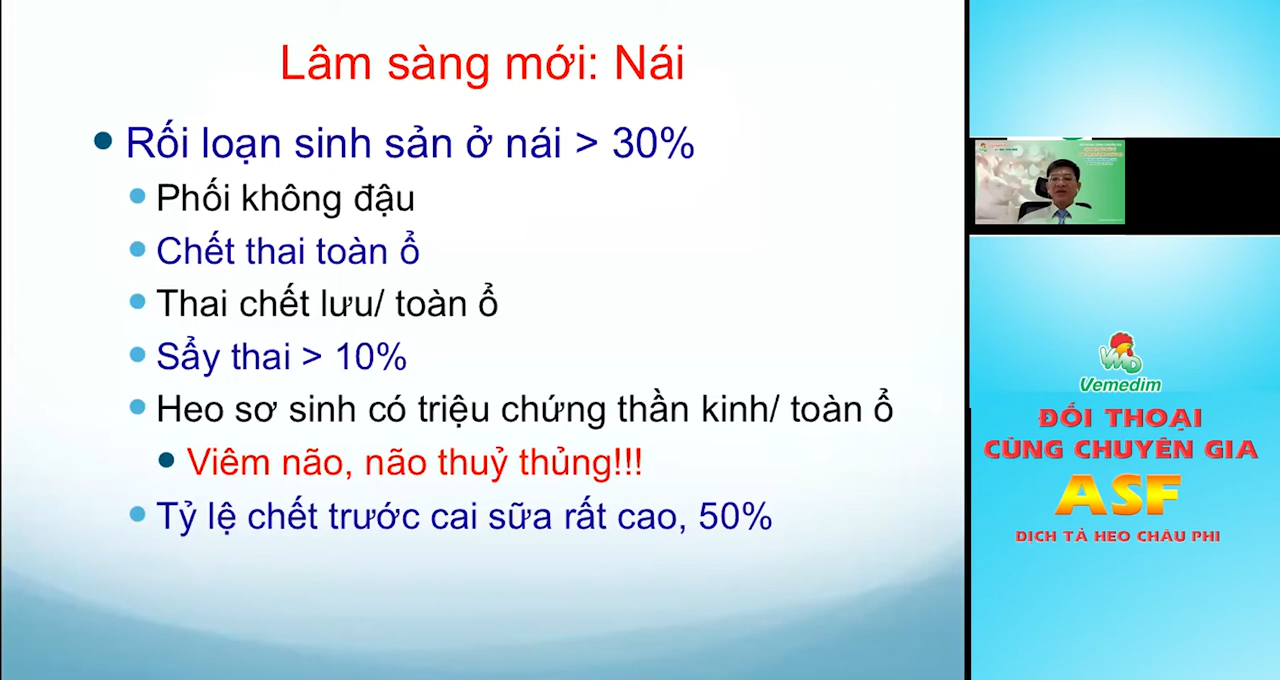 Lâm sàng mới: Nái
Rối loạn sinh sản ở nái > 30%
Phối không đậu
Chết thai toàn ổ
Thai chết lưu/ toàn ổ
Sẩy thai > 10%
Heo sơ sinh có triệu chứng thần kinh/ toàn ổ
Viêm não, não thuỷ thủng!!!
Tỷ lệ chết trước cai sữa rất cao, 50%
VMD
Vemedim
ĐỐI THOẠI
CÙNG CHUYÊN GIA
ASF
DỊCH TẢ HEO CHÂU PHI